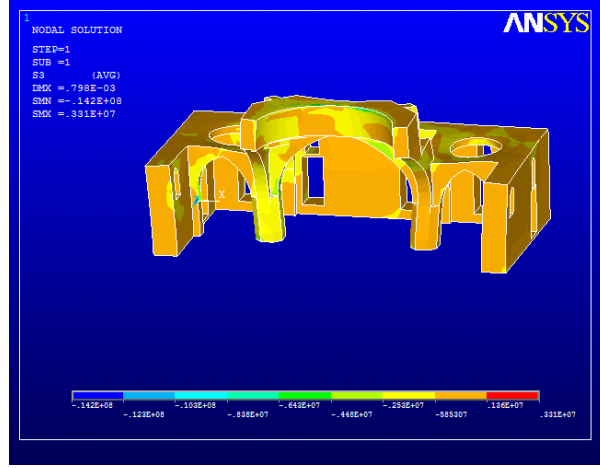 1
NODAL SOLUTION
ANSYS
STEP=1
SUB =1
S3 (AVG)
DMX =.798E-03
SMN =-.142E+08
SMX =.331E+07
X
-.142E+08 -.103E+08 -.643E+07 -.253E+07 .136E+07
-.123E+08 -.838E+07 -.448E+07 -585307 .331E+07